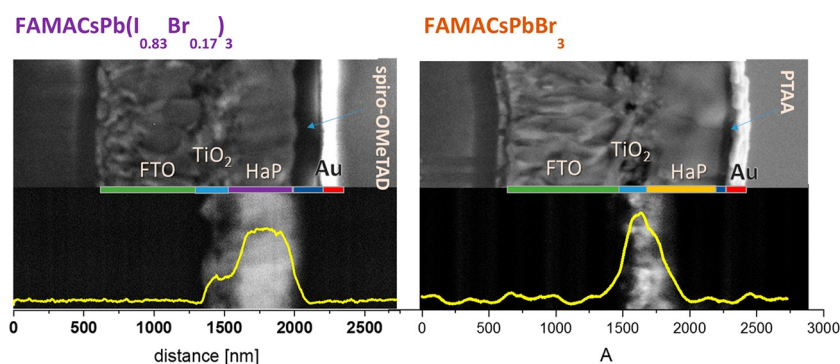 FAMACsPb(I0.83Br0.17)3
FAMACsPbBr3
spiro-OMeTAD
PTAA
FTO TiO2 HaP Au
FTO TiO2 HaP Au
0 500 1000 1500 2000 2500
0 500 1000 1500 2000 2500 3000
distance [nm]
A